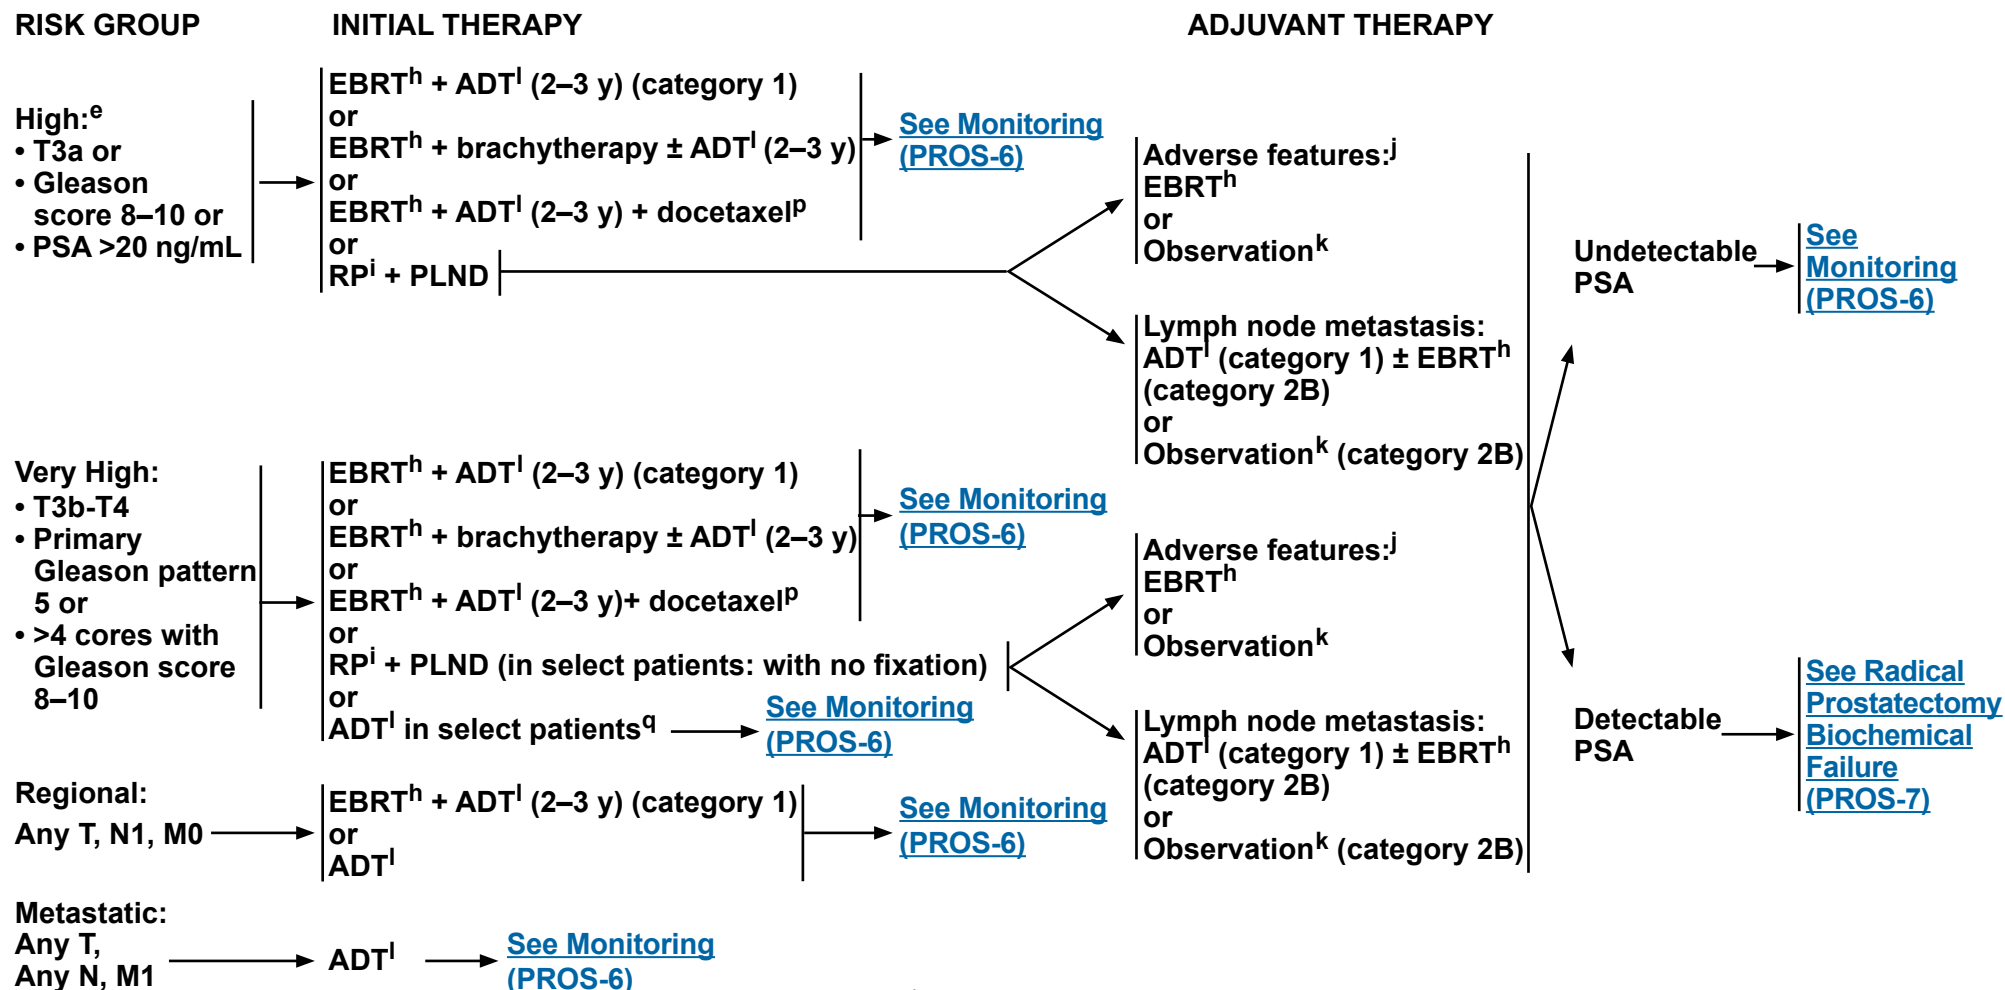 RISK GROUP
INITIAL THERAPY
ADJUVANT THERAPY
High:e
• T3a or
• Gleason
score 8–10 or
• PSA >20 ng/mL
EBRTh + ADTl (2–3 y) (category 1)
or
EBRTh + brachytherapy ± ADTl (2–3 y)
or
EBRTh + ADTl (2–3 y) + docetaxelp
or
RPi + PLND
See Monitoring
(PROS-6)
Adverse features:j
EBRTh
or
Observationk
Lymph node metastasis:
ADTl (category 1) ± EBRTh
(category 2B)
or
Observationk (category 2B)
Very High:
• T3b-T4
• Primary
Gleason pattern
5 or
• >4 cores with
Gleason score
8–10
EBRTh + ADTl (2–3 y) (category 1)
or
EBRTh + brachytherapy ± ADTl (2–3 y)
or
EBRTh + ADTl (2–3 y)+ docetaxelp
or
RPi + PLND (in select patients: with no fixation)
or
ADTl in select patientsq
See Monitoring
(PROS-6)
See Monitoring
(PROS-6)
Adverse features:j
EBRTh
or
Observationk
Lymph node metastasis:
ADTl (category 1) ± EBRTh
(category 2B)
or
Observationk (category 2B)
Undetectable
PSA
See
Monitoring
(PROS-6)
Detectable
PSA
See Radical
Prostatectomy
Biochemical
Failure
(PROS-7)
Regional:
Any T, N1, M0
EBRTh + ADTl (2–3 y) (category 1)
or
ADTl
See Monitoring
(PROS-6)
Metastatic:
Any T,
Any N, M1
ADTl
See Monitoring
(PROS-6)